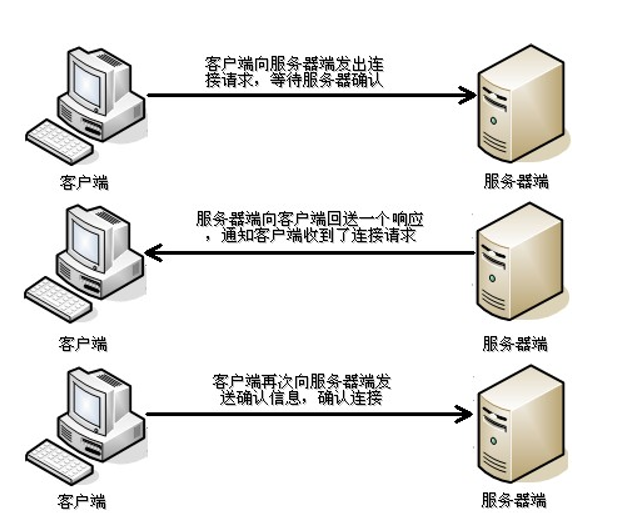 客户端向服务器端发出连
接请求，等待服务器确认
客户端
服务器端
服务器端向客户端回送一个响应
，通知客户端收到了连接请求
客户端
服务器端
客户端再次向服务器端发
送确认信息，确认连接
客户端
服务器端